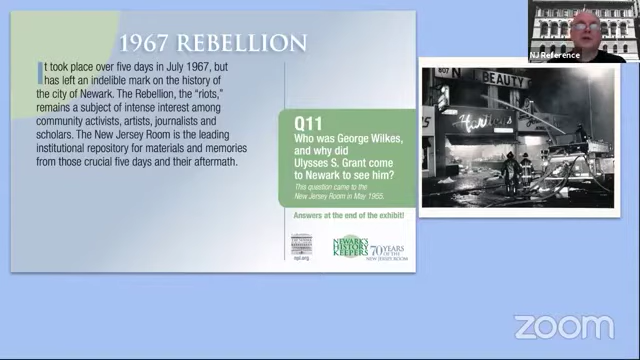 1967 REBELLION
It took place over five days in July 1967, but
has left an indelible mark on the history of
the city of Newark. The Rebellion, the “riots,”
remains a subject of intense interest among
community activists, artists, journalists and
scholars. The New Jersey Room is the leading
institutional repository for materials and memories
from those crucial five days and their aftermath.
Q11
Who was George Wilkes,
and why did
Ulysses S. Grant come
to Newark to see him?
This question came to the
New Jersey Room in May 1955.
Answers at the end of the exhibit!
npl.org
NEWARK'S
HISTORY
KEEPERS
70 YEARS
OF THE
NEW JERSEY ROOM
807
BEAUTY
NJ Reference
zoom